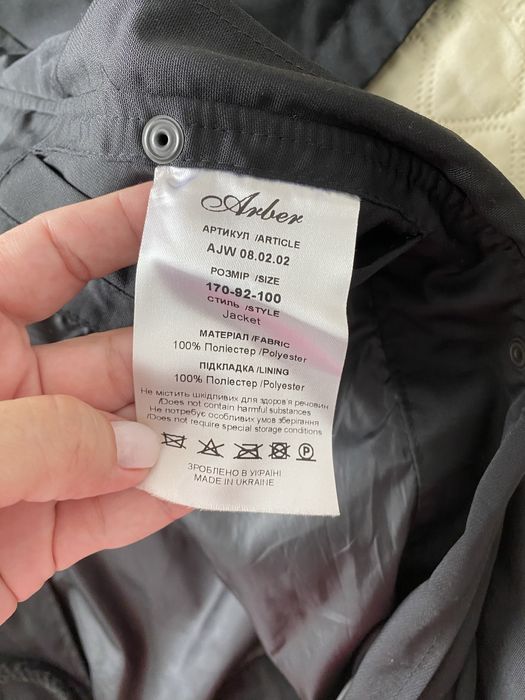 Arber
АРТИКУЛ /ARTICLE
AJW 08.02.02
РОЗМІР /SIZE
170-92-100
СТИЛЬ /STYLE
Jacket
МАТЕРІАЛ /FABRIC
100% Поліестер /Polyester
ПІДКЛАДКА /LINING
100% Поліестер /Polyester
Не містить шкідливих для здоров'я речовин
/Does not contain harmful substances
Не потребує особливих умов зберігання
/Does not require special storage conditions
P
ЗРОБЛЕНО В УКРАЇНІ
MADE IN UKRAINE